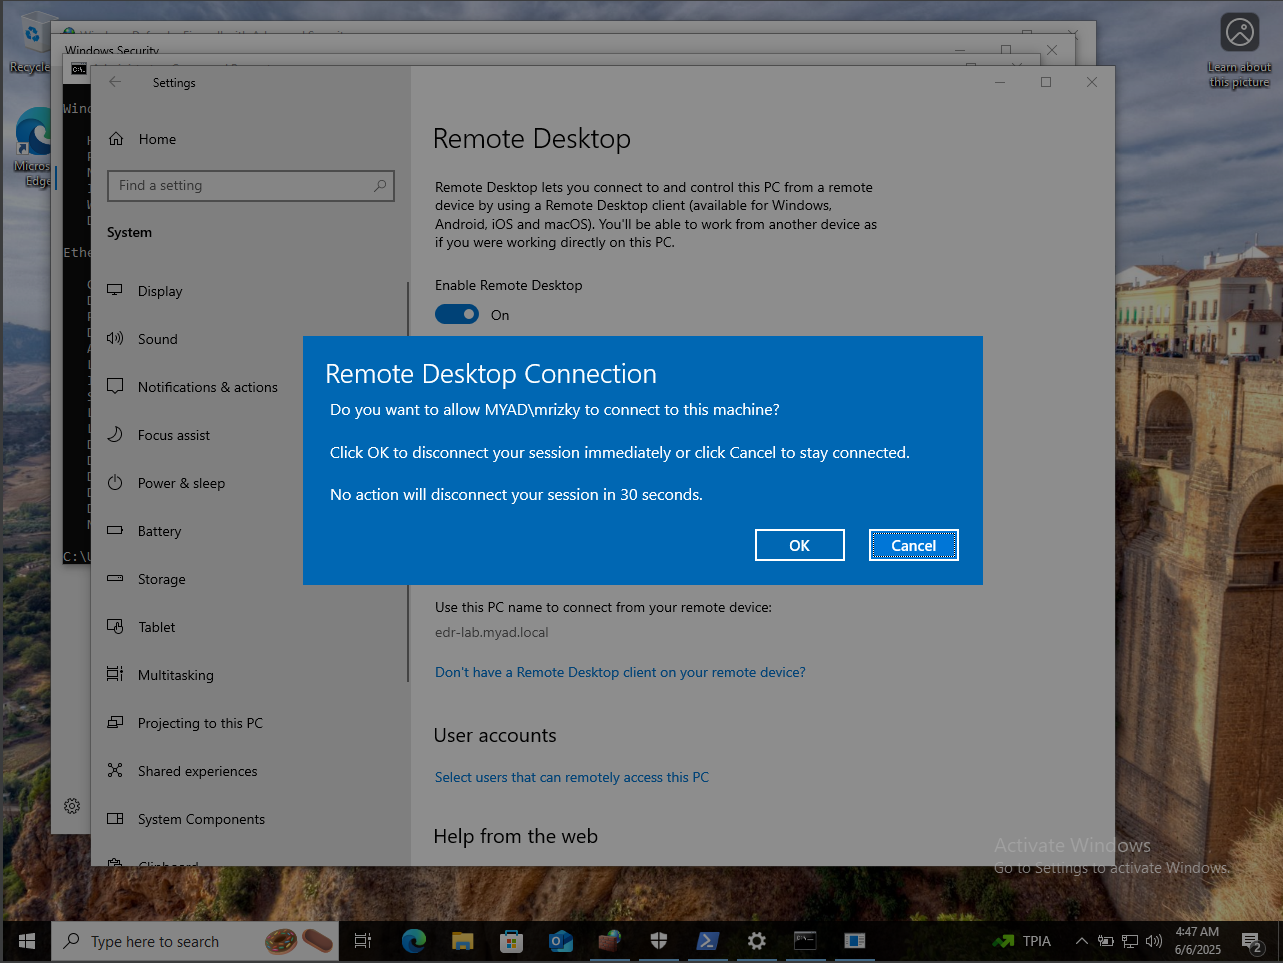 Recycle
Learn about
this picture
Windows Security
Settings
Home
Find a setting
System
Display
Sound
Notifications & actions
Focus assist
Power & sleep
Battery
Storage
Tablet
Multitasking
Projecting to this PC
Shared experiences
System Components
Clipboard
Micros
Edge
Wind
Ethe
C:\U
Remote Desktop
Remote Desktop lets you connect to and control this PC from a remote
device by using a Remote Desktop client (available for Windows,
Android, iOS and macOS). You'll be able to work from another device as
if you were working directly on this PC.
Enable Remote Desktop
On
Remote Desktop Connection
Do you want to allow MYAD\mrizky to connect to this machine?
Click OK to disconnect your session immediately or click Cancel to stay connected.
No action will disconnect your session in 30 seconds.
OK
Cancel
Use this PC name to connect from your remote device:
edr-lab.myad.local
Don't have a Remote Desktop client on your remote device?
User accounts
Select users that can remotely access this PC
Help from the web
Activate Windows
Go to Settings to activate Windows.
Type here to search
TPIA
4:47 AM
6/6/2025
2